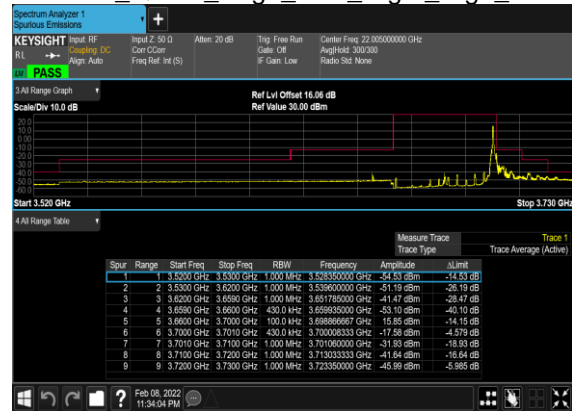 Spectrum Analyzer 1
Spurious Emissions
KEYSIGHT Input: RF Input Z: 50 Ω Atten: 20 dB Trig: Free Run Center Freq: 22.005000000 GHz
RL Coupling: DC Corr CCorr Gate: Off Avg|Hold: 300/300
Align: Auto Freq Ref: Int (S) IF Gain: Low Radio Std: None
PASS
3 All Range Graph
Ref Lvl Offset 16.06 dB
Scale/Div 10.0 dB Ref Value 30.00 dBm
20.0
10.0
0.00
-10.0
-20.0
-30.0
-40.0
-50.0
-60.0
Start 3.520 GHz Stop 3.730 GHz
4 All Range Table
Measure Trace Trace 1
Trace Type Trace Average (Active)
Spur Range Start Freq Stop Freq RBW Frequency Amplitude ΔLimit
1 1 3.5200 GHz 3.5300 GHz 1.000 MHz 3.528350000 GHz -54.53 dBm -14.53 dB
2 2 3.5300 GHz 3.6200 GHz 1.000 MHz 3.539600000 GHz -51.19 dBm -26.19 dB
3 3 3.6200 GHz 3.6590 GHz 1.000 MHz 3.651785000 GHz -41.47 dBm -28.47 dB
4 4 3.6590 GHz 3.6600 GHz 430.0 kHz 3.659935000 GHz -53.10 dBm -40.10 dB
5 5 3.6600 GHz 3.7000 GHz 100.0 kHz 3.698866667 GHz 15.85 dBm -14.15 dB
6 6 3.7000 GHz 3.7010 GHz 430.0 kHz 3.700008333 GHz -17.58 dBm -4.579 dB
7 7 3.7010 GHz 3.7100 GHz 1.000 MHz 3.701060000 GHz -31.93 dBm -18.93 dB
8 8 3.7100 GHz 3.7200 GHz 1.000 MHz 3.713033333 GHz -41.64 dBm -16.64 dB
9 9 3.7200 GHz 3.7300 GHz 1.000 MHz 3.723350000 GHz -45.99 dBm -5.985 dB
Feb 08, 2022
11:34:04 PM